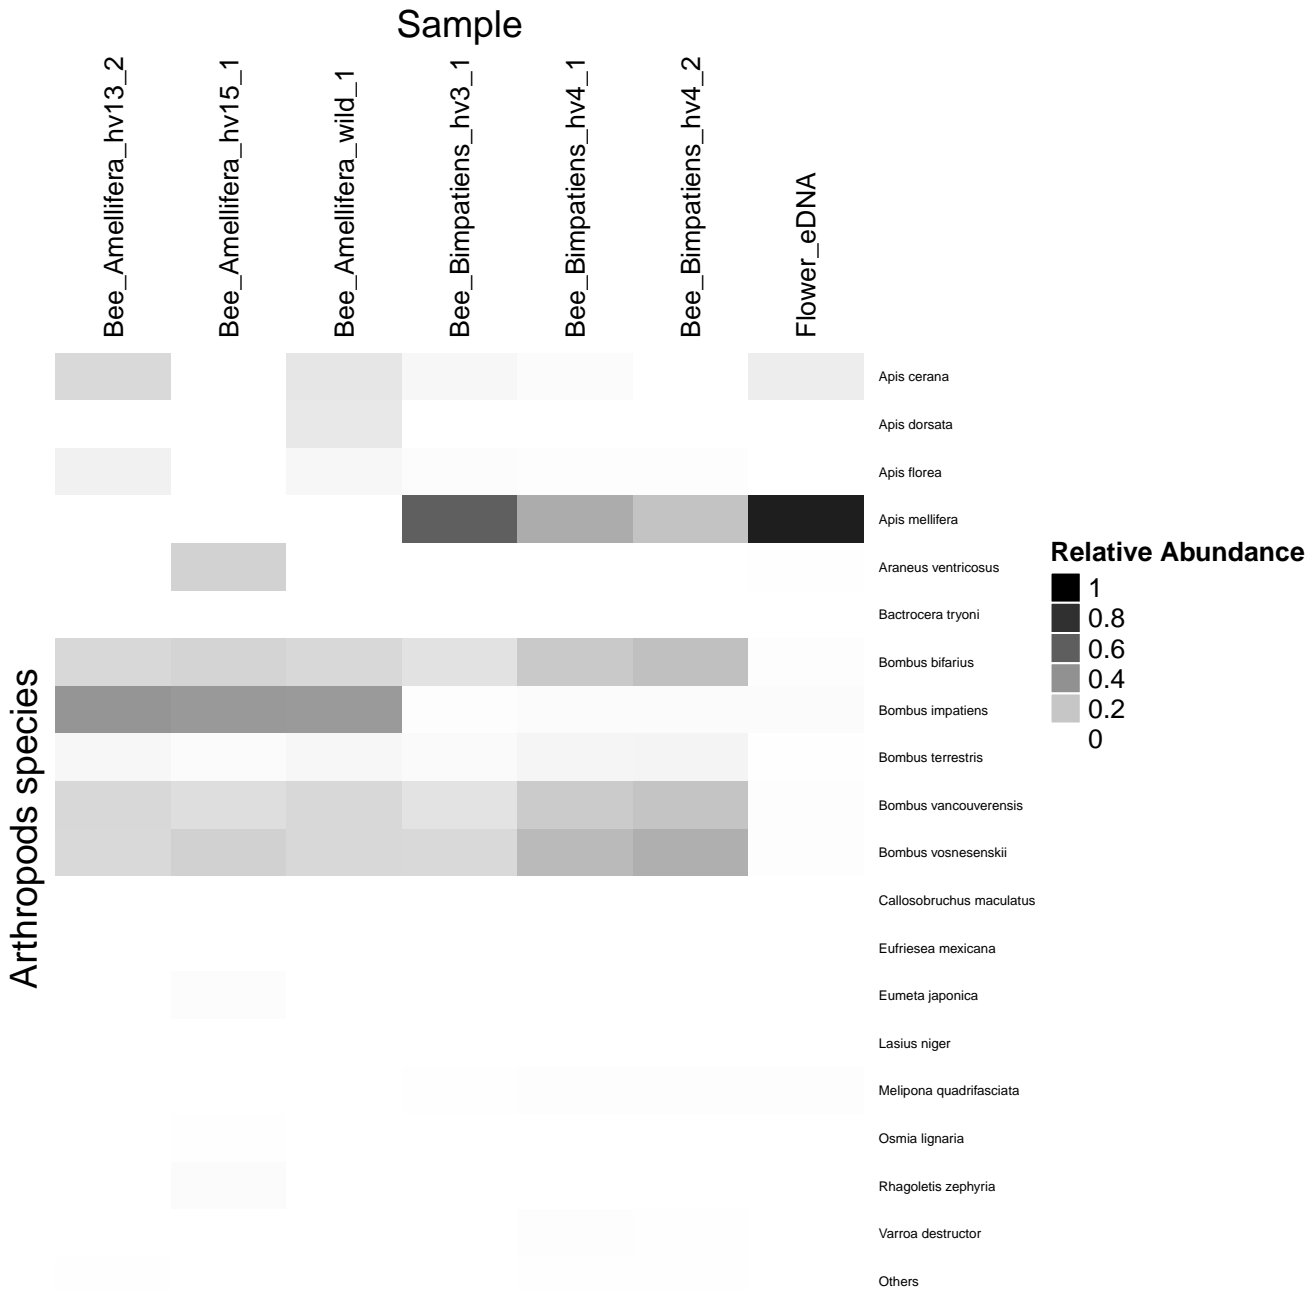 Sample
Bee_Amellifera_hv13_2
Bee_Amellifera_hv15_1
Bee_Amellifera_wild_1
Bee_Bimpatiens_hv3_1
Bee_Bimpatiens_hv4_1
Bee_Bimpatiens_hv4_2
Flower_eDNA
Arthropods species
Apis cerana
Apis dorsata
Apis florea
Apis mellifera
Araneus ventricosus
Bactrocera tryoni
Bombus bifarius
Bombus impatiens
Bombus terrestris
Bombus vancouverensis
Bombus vosnesenskii
Callosobruchus maculatus
Eufriesea mexicana
Eumeta japonica
Lasius niger
Melipona quadrifasciata
Osmia lignaria
Rhagoletis zephyria
Varroa destructor
Others
Relative Abundance
1
0.8
0.6
0.4
0.2
0